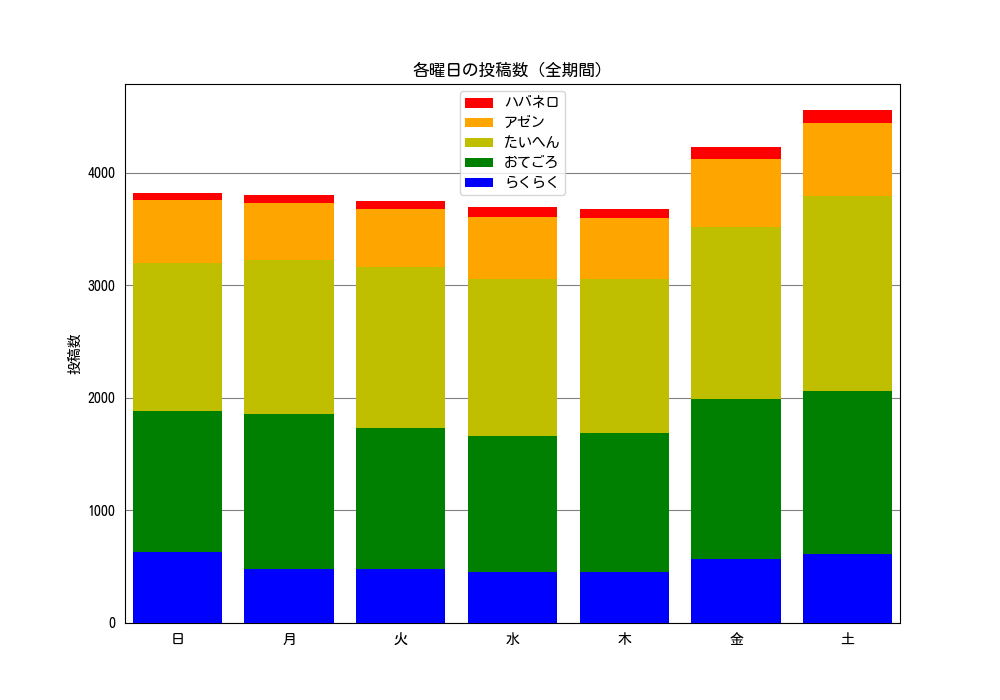 各曜日の投稿数（全期間）
ハバネロ
アゼン
たいへん
おてごろ
らくらく
投稿数
4000
3000
2000
1000
0
日 月 火 水 木 金 土